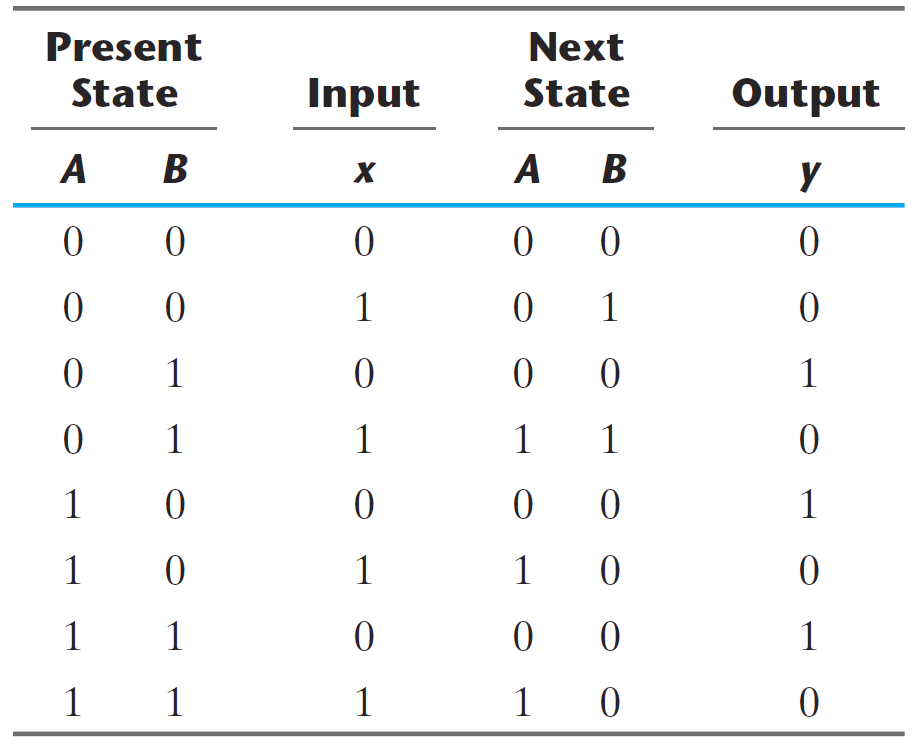 Present Next
State Input State Output
A B x A B y
0 0 0 0 0 0
0 0 1 0 1 0
0 1 0 0 0 1
0 1 1 1 1 0
1 0 0 0 0 1
1 0 1 1 0 0
1 1 0 0 0 1
1 1 1 1 0 0